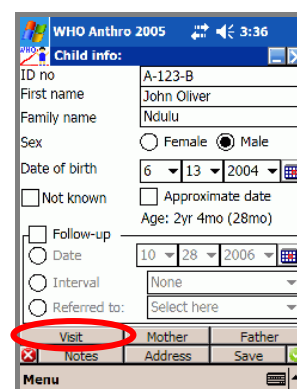 WHO Anthro 2005 3:36
WHO Child info:
ID no A-123-B
First name John Oliver
Family name Ndulu
Sex Female Male
Date of birth 6 13 2004
Not known Approximate date
Age: 2yr 4mo (28mo)
Follow-up
Date 10 28 2006
Interval None
Referred to: Select here
Visit Mother Father
Notes Address Save
Menu